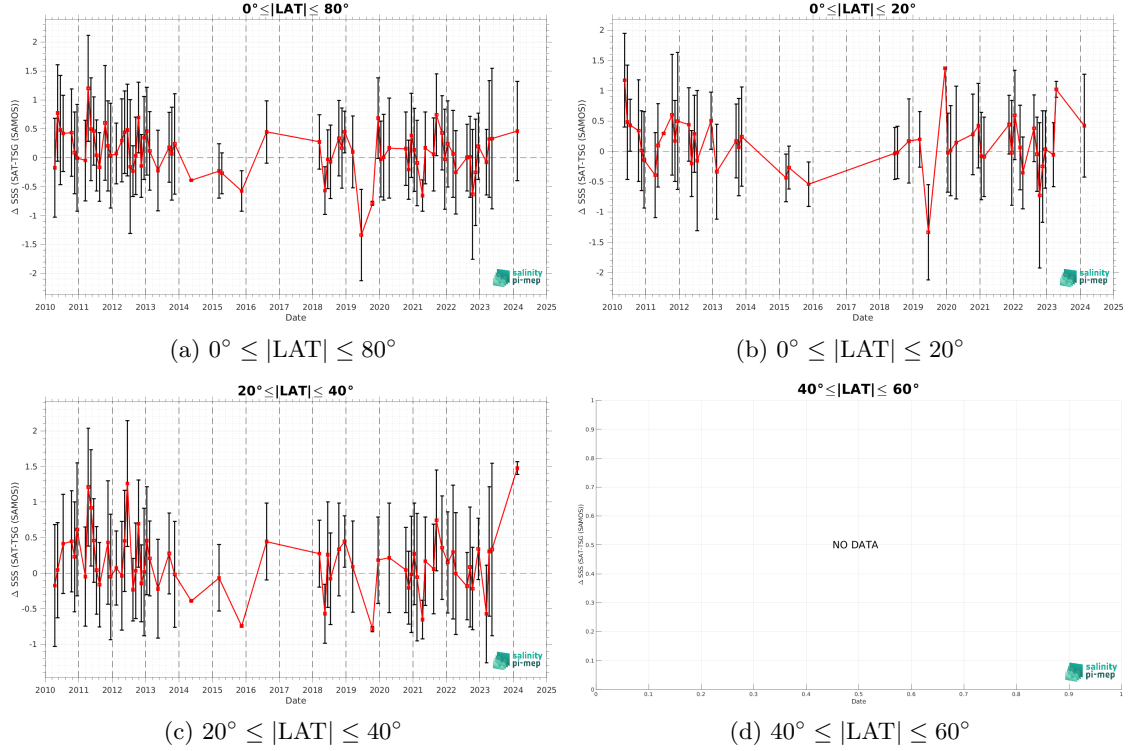 0°≤|LAT|≤ 80°
2
1.5
1
0.5
0
-0.5
-1
-1.5
-2
Δ SSS (SAT-TSG (SAMOS))
2010 2011 2012 2013 2014 2015 2016 2017 2018 2019 2020 2021 2022 2023 2024 2025
Date
salinity
pi-mep
(a) 0° ≤ |LAT| ≤ 80°
0°≤|LAT|≤ 20°
2
1.5
1
0.5
0
-0.5
-1
-1.5
-2
Δ SSS (SAT-TSG (SAMOS))
2010 2011 2012 2013 2014 2015 2016 2017 2018 2019 2020 2021 2022 2023 2024 2025
Date
salinity
pi-mep
(b) 0° ≤ |LAT| ≤ 20°
20°≤|LAT|≤ 40°
2
1.5
1
0.5
0
-0.5
-1
Δ SSS (SAT-TSG (SAMOS))
2010 2011 2012 2013 2014 2015 2016 2017 2018 2019 2020 2021 2022 2023 2024 2025
Date
salinity
pi-mep
(c) 20° ≤ |LAT| ≤ 40°
40°≤|LAT|≤ 60°
1
0.9
0.8
0.7
0.6
0.5
0.4
0.3
0.2
0.1
0
Δ SSS (SAT-TSG (SAMOS))
NO DATA
0 0.1 0.2 0.3 0.4 0.5 0.6 0.7 0.8 0.9 1
Date
salinity
pi-mep
(d) 40° ≤ |LAT| ≤ 60°